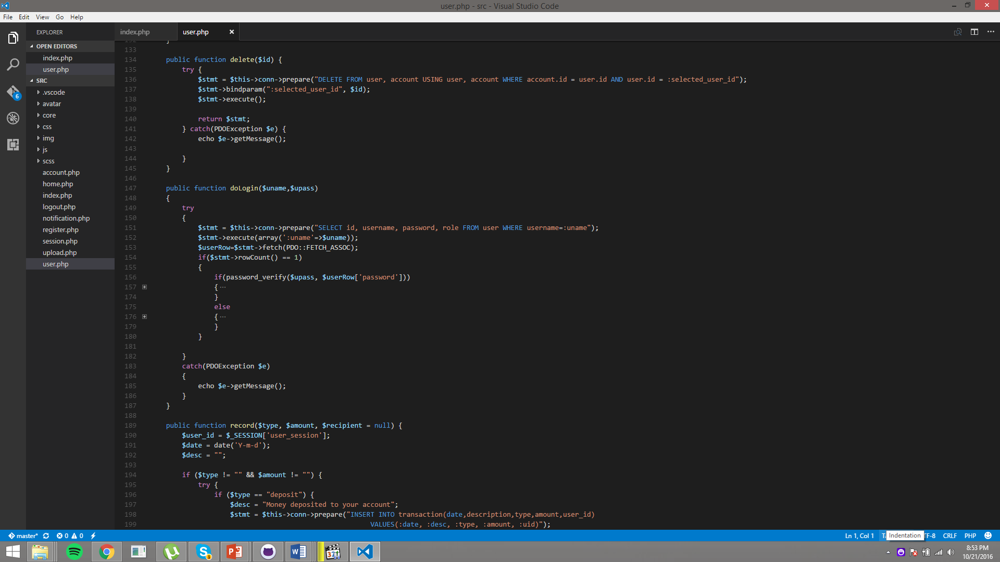 user.php - src - Visual Studio Code
File Edit View Go Help
EXPLORER
OPEN EDITORS
index.php
user.php
SRC
.vscode
avatar
core
css
img
js
scss
account.php
home.php
index.php
logout.php
notification.php
register.php
session.php
upload.php
user.php
6
index.php user.php
132 }
133
134 public function delete($id) {
135 try {
136 $stmt = $this->conn->prepare("DELETE FROM user, account USING user, account WHERE account.id = user.id AND user.id = :selected_user_id");
137 $stmt->bindparam(":selected_user_id", $id);
138 $stmt->execute();
139
140 return $stmt;
141 } catch(PDOException $e) {
142 echo $e->getMessage();
143
144 }
145 }
146
147 public function doLogin($uname,$upass)
148 {
149 try
150 {
151 $stmt = $this->conn->prepare("SELECT id, username, password, role FROM user WHERE username=:uname");
152 $stmt->execute(array(':uname'=>$uname));
153 $userRow=$stmt->fetch(PDO::FETCH_ASSOC);
154 if($stmt->rowCount() == 1)
155 {
156 if(password_verify($upass, $userRow['password']))
157 {···
174 }
175 else
176 {···
179 }
180 }
181
182 }
183 catch(PDOException $e)
184 {
185 echo $e->getMessage();
186 }
187 }
188
189 public function record($type, $amount, $recipient = null) {
190 $user_id = $_SESSION['user_session'];
191 $date = date('Y-m-d');
192 $desc = "";
193
194 if ($type != "" && $amount != "") {
195 try {
196 if ($type == "deposit") {
197 $desc = "Money deposited to your account";
198 $stmt = $this->conn->prepare("INSERT INTO transaction(date,description,type,amount,user_id)
199 VALUES(:date, :desc, :type, :amount, :uid)");
master* 0 0 Ln 1, Col 1 Indentation TF-8 CRLF PHP
1
321
8:53 PM
10/21/2016